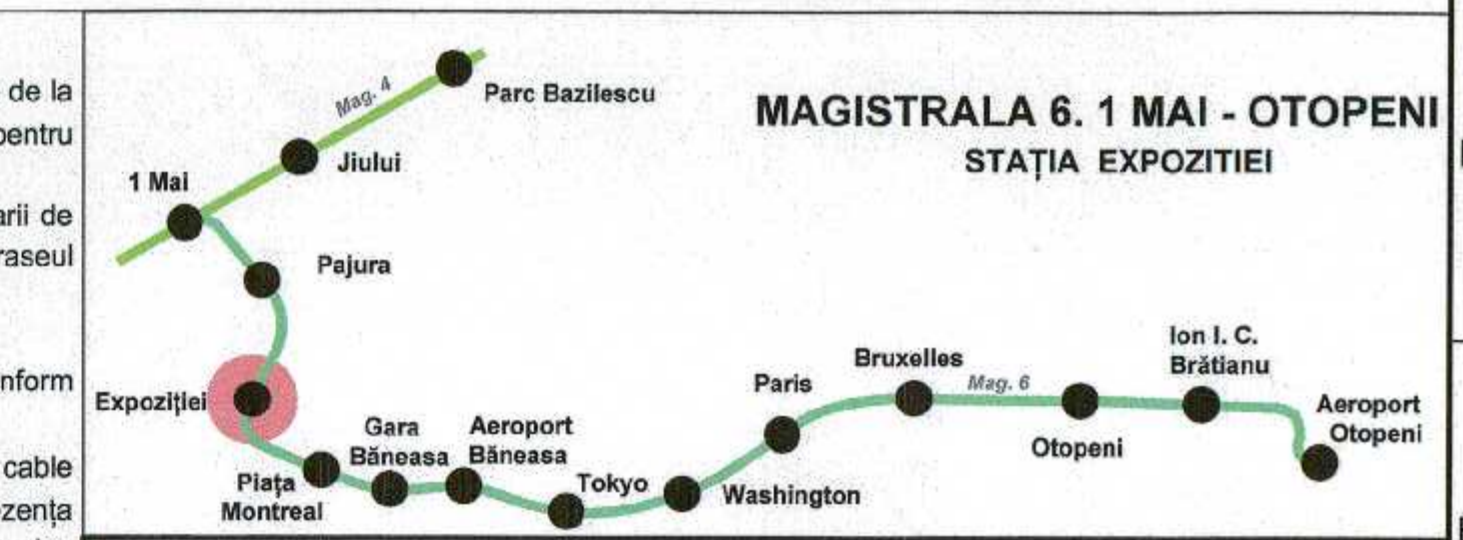 de la
pentru
arii de
raseul
nform
cable
zența
MAGISTRALA 6. 1 MAI - OTOPENI
STAȚIA EXPOZITIEI
Mag. 4
Parc Bazilescu
Jiului
1 Mai
Pajura
Expoziției
Piața
Montreal
Gara
Băneasa
Aeroport
Băneasa
Tokyo
Washington
Paris
Bruxelles
Mag. 6
Otopeni
Ion I. C.
Brătianu
Aeroport
Otopeni